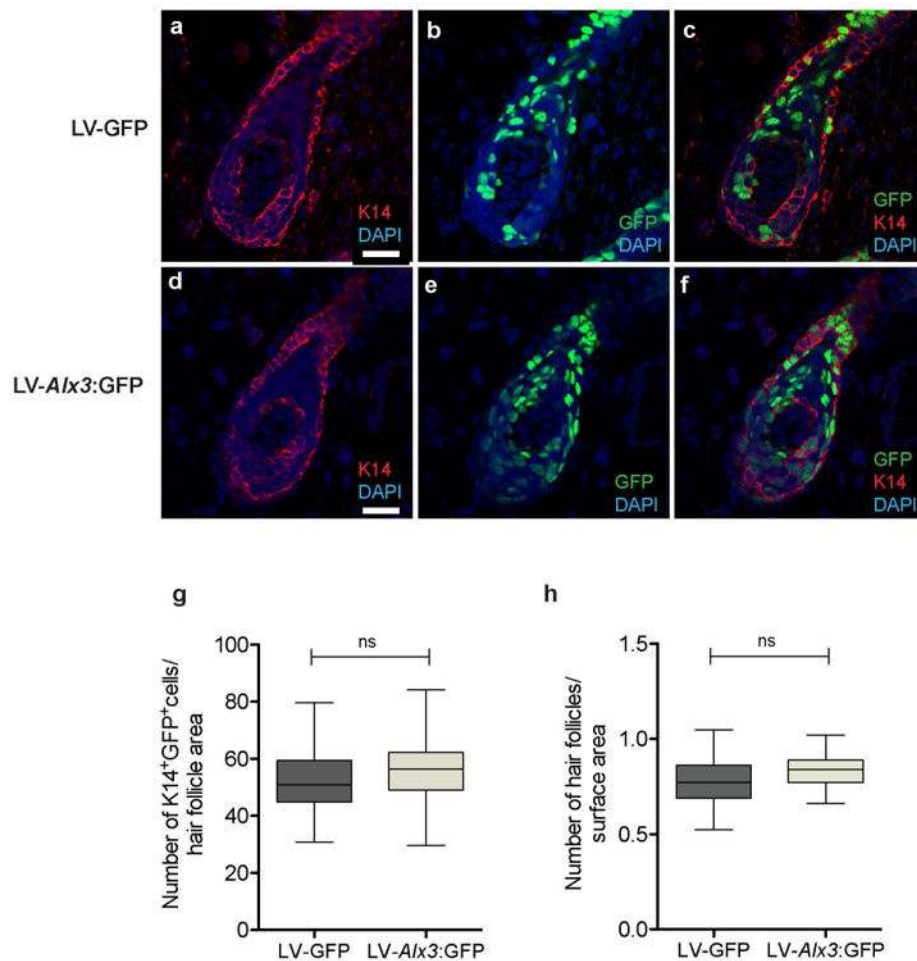 a
b
c
LV-GFP
K14
DAPI
GFP
DAPI
GFP
K14
DAPI
d
e
f
LV-Alx3:GFP
K14
DAPI
GFP
DAPI
GFP
K14
DAPI
g
ns
Number of K14⁺GFP⁺cells/
hair follicle area
100
80
60
40
20
0
LV-GFP
LV-Alx3:GFP
h
ns
Number of hair follicles/
surface area
1.5
1.0
0.5
0.0
LV-GFP
LV-Alx3:GFP